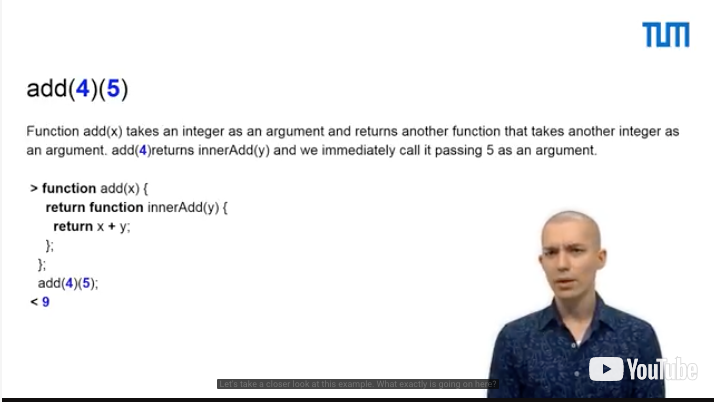 TUM
add(4)(5)
Function add(x) takes an integer as an argument and returns another function that takes another integer as
an argument. add(4)returns innerAdd(y) and we immediately call it passing 5 as an argument.
> function add(x) {
return function innerAdd(y) {
return x + y;
};
};
add(4)(5);
< 9
YouTube
Let's take a closer look at this example. What exactly is going on here?